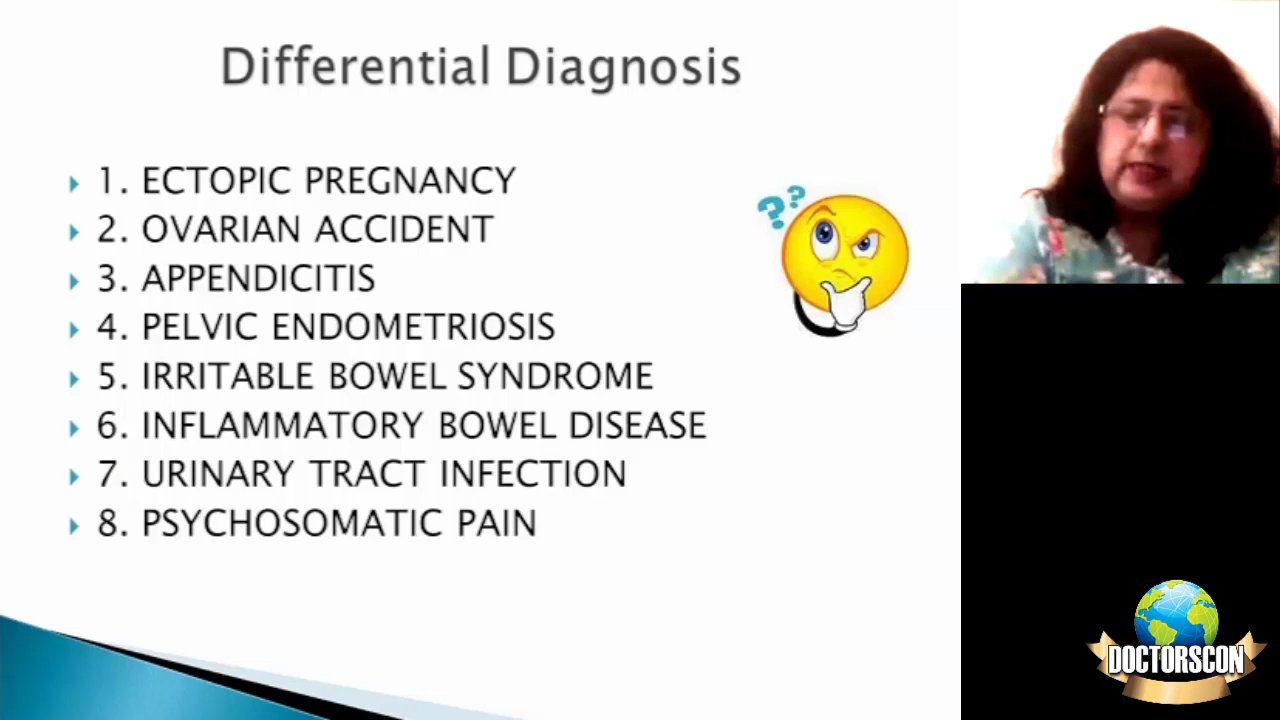 Differential Diagnosis
1. ECTOPIC PREGNANCY
2. OVARIAN ACCIDENT
3. APPENDICITIS
4. PELVIC ENDOMETRIOSIS
5. IRRITABLE BOWEL SYNDROME
6. INFLAMMATORY BOWEL DISEASE
7. URINARY TRACT INFECTION
8. PSYCHOSOMATIC PAIN
??
DOCTORSCON